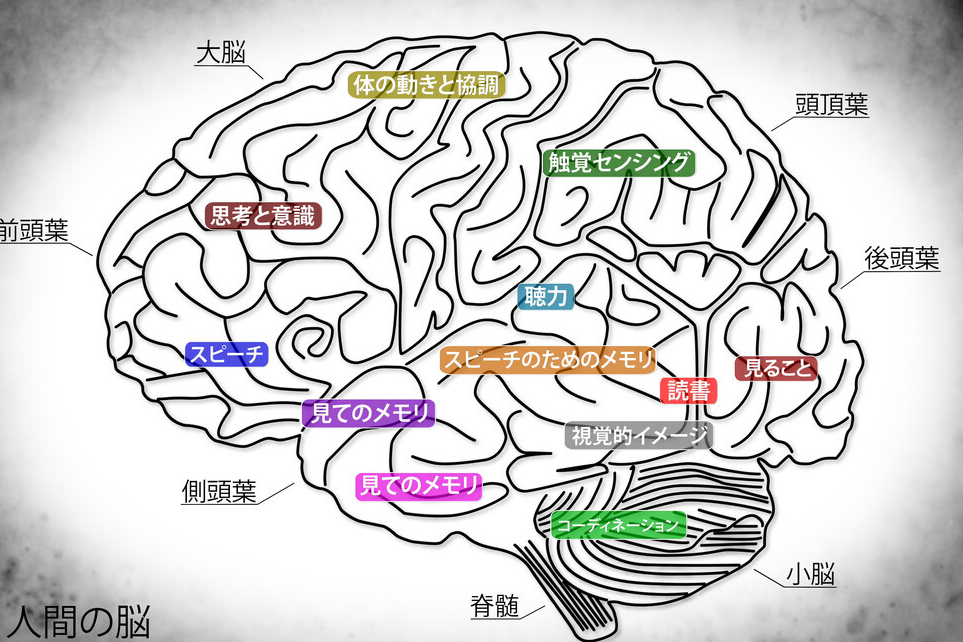 大脳
体の動きと協調
頭頂葉
触覚センシング
思考と意識
前頭葉
後頭葉
聴力
スピーチ
スピーチのためのメモリ
見ること
読書
見てのメモリ
視覚的イメージ
側頭葉
見てのメモリ
コーディネーション
小脳
脊髄
人間の脳